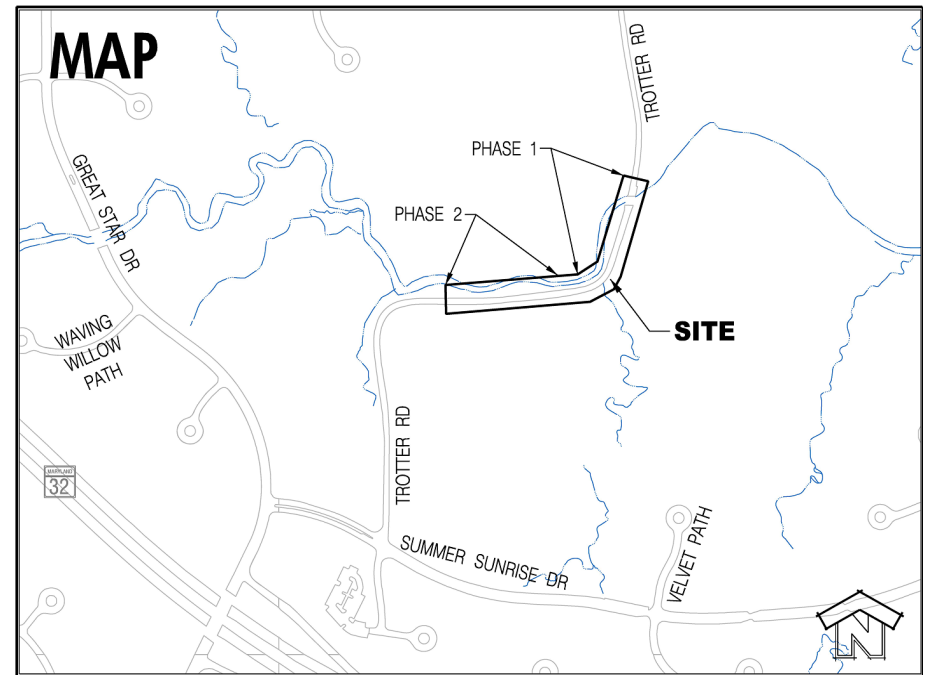 MAP
TROTTER RD
PHASE 1
GREAT STAR DR
PHASE 2
SITE
WAVING
WILLOW
PATH
TROTTER RD
MARYLAND
32
SUMMER SUNRISE DR
VELVET PATH
N